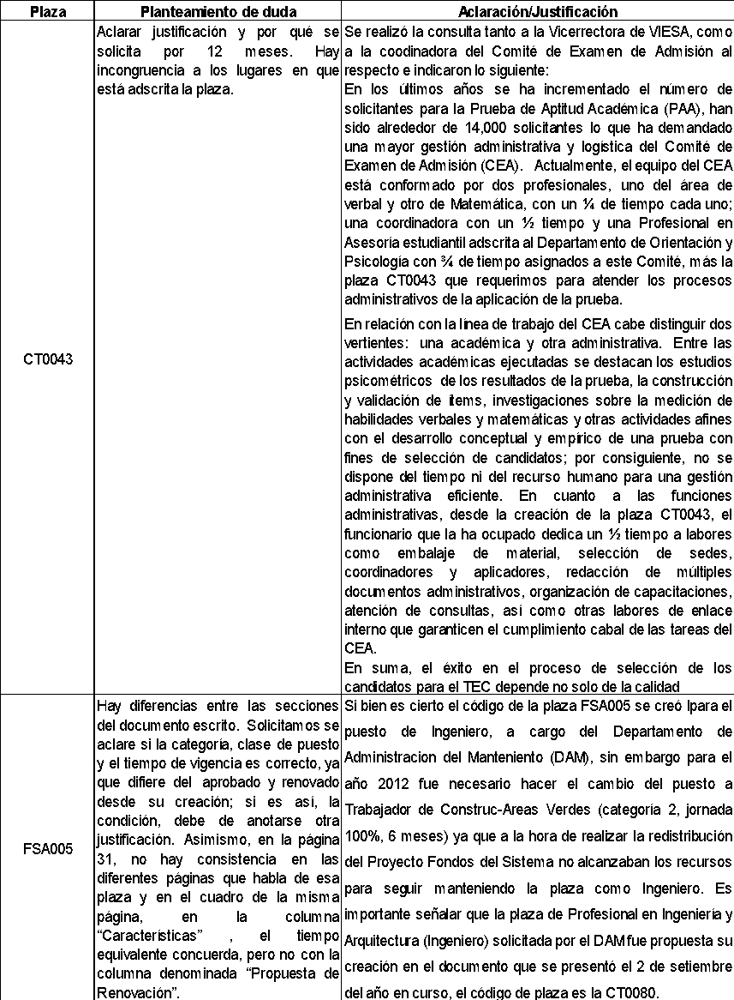 Plaza Planteamiento de duda Aclaración/Justificación
CT0043
Aclarar justificación y por qué se
solicita por 12 meses. Hay
incongruencia a los lugares en que
está adscrita la plaza.
Se realizó la consulta tanto a la Vicerrectora de VIESA, como
a la coodinadora del Comité de Examen de Admisión al
respecto e indicaron lo siguiente:
En los últimos años se ha incrementado el número de
solicitantes para la Prueba de Aptitud Académica (PAA), han
sido alrededor de 14,000 solicitantes lo que ha demandado
una mayor gestión administrativa y logística del Comité de
Examen de Admisión (CEA). Actualmente, el equipo del CEA
está conformado por dos profesionales, uno del área de
verbal y otro de Matemática, con un ¼ de tiempo cada uno;
una coordinadora con un ½ tiempo y una Profesional en
Asesoría estudiantil adscrita al Departamento de Orientación y
Psicología con ¾ de tiempo asignados a este Comité, más la
plaza CT0043 que requerimos para atender los procesos
administrativos de la aplicación de la prueba.
En relación con la línea de trabajo del CEA cabe distinguir dos
vertientes: una académica y otra administrativa. Entre las
actividades académicas ejecutadas se destacan los estudios
psicométricos de los resultados de la prueba, la construcción
y validación de ítems, investigaciones sobre la medición de
habilidades verbales y matemáticas y otras actividades afines
con el desarrollo conceptual y empírico de una prueba con
fines de selección de candidatos; por consiguiente, no se
dispone del tiempo ni del recurso humano para una gestión
administrativa eficiente. En cuanto a las funciones
administrativas, desde la creación de la plaza CT0043, el
funcionario que la ha ocupado dedica un ½ tiempo a labores
como embalaje de material, selección de sedes,
coordinadores y aplicadores, redacción de múltiples
documentos administrativos, organización de capacitaciones,
atención de consultas, así como otras labores de enlace
interno que garanticen el cumplimiento cabal de las tareas del
CEA.
En suma, el éxito en el proceso de selección de los
candidatos para el TEC depende no solo de la calidad
FSA005
Hay diferencias entre las secciones
del documento escrito. Solicitamos se
aclare si la categoría, clase de puesto
y el tiempo de vigencia es correcto, ya
que difiere del aprobado y renovado
desde su creación; si es así, la
condición, debe de anotarse otra
justificación. Asimismo, en la página
31, no hay consistencia en las
diferentes páginas que habla de esa
plaza y en el cuadro de la misma
página, en la columna
“Características” , el tiempo
equivalente concuerda, pero no con la
columna denominada “Propuesta de
Renovación”.
Si bien es cierto el código de la plaza FSA005 se creó lpara el
puesto de Ingeniero, a cargo del Departamento de
Administracion del Manteniento (DAM), sin embargo para el
año 2012 fue necesario hacer el cambio del puesto a
Trabajador de Construc-Areas Verdes (categoría 2, jornada
100%, 6 meses) ya que a la hora de realizar la redistribución
del Proyecto Fondos del Sistema no alcanzaban los recursos
para seguir manteniendo la plaza como Ingeniero. Es
importante señalar que la plaza de Profesional en Ingeniería y
Arquitectura (Ingeniero) solicitada por el DAM fue propuesta su
creación en el documento que se presentó el 2 de setiembre
del año en curso, el código de plaza es la CT0080.